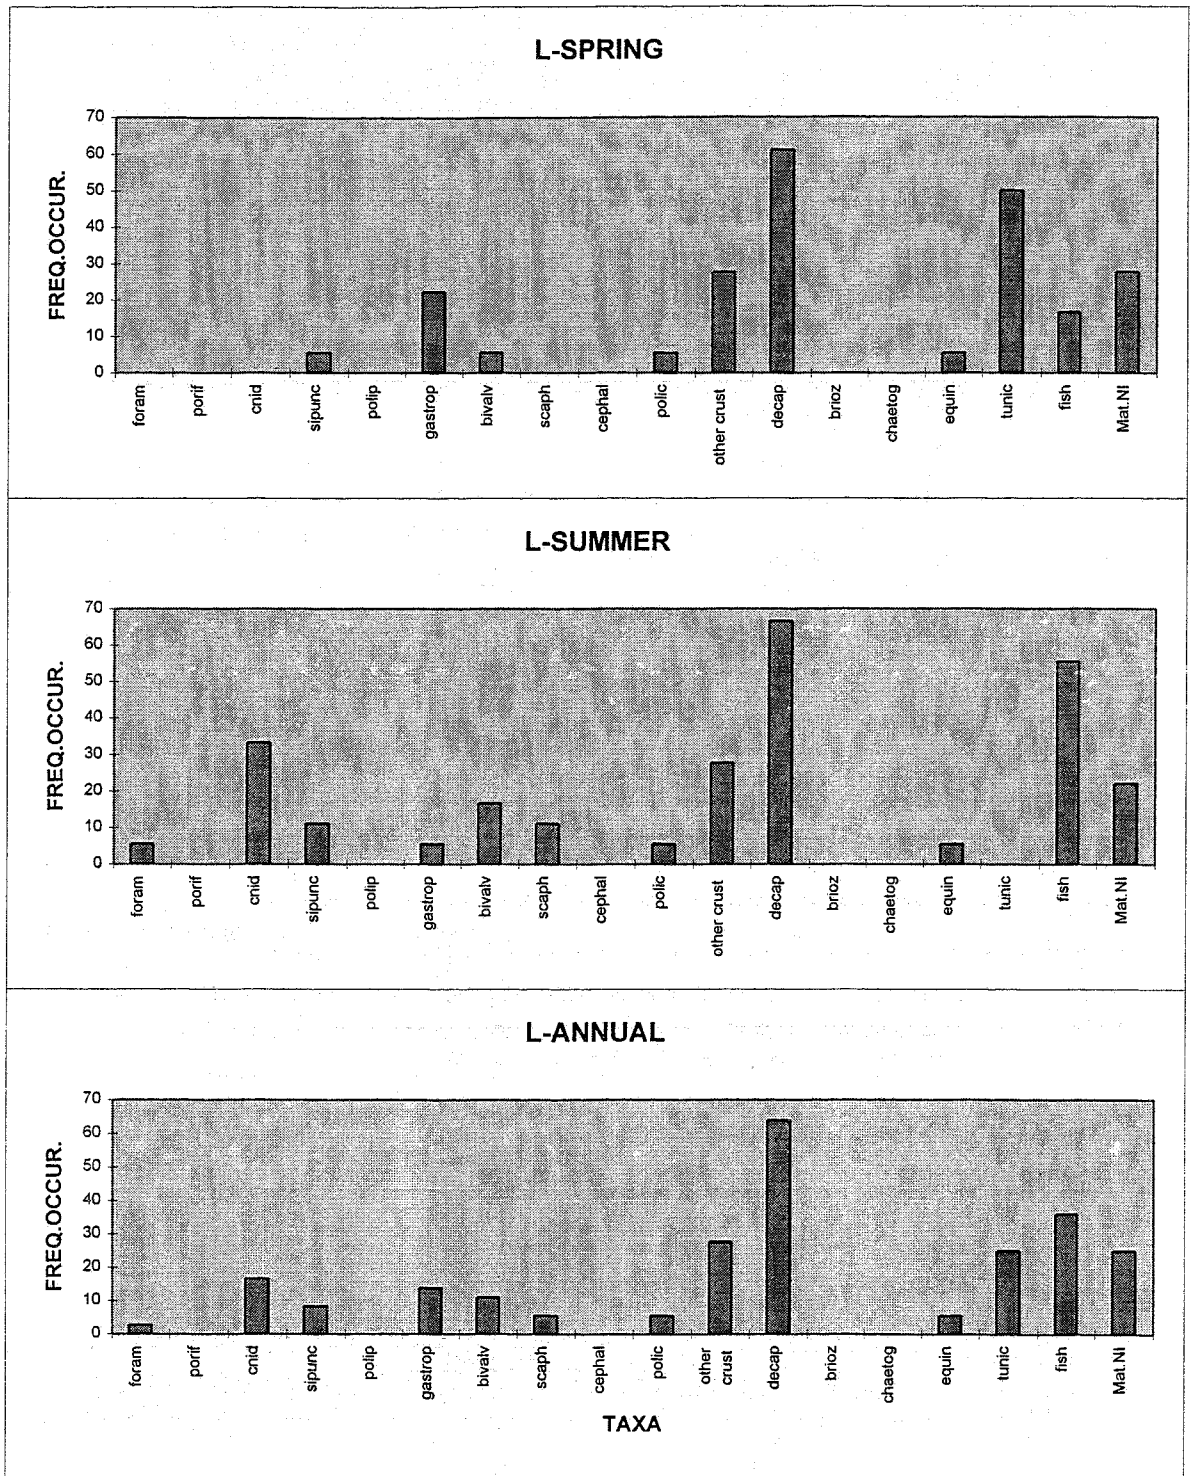 L-SPRING
FREQ.OCCUR.
70
60
50
40
30
20
10
0
foram
porif
cnid
sipunc
polip
gastrop
bivalv
scaph
cephal
polic
other crust
decap
brioz
chaetog
equin
tunic
fish
Mat.NI
L-SUMMER
FREQ.OCCUR.
70
60
50
40
30
20
10
0
foram
porif
cnid
sipunc
polip
gastrop
bivalv
scaph
cephal
polic
other crust
decap
brioz
chaetog
equin
tunic
fish
Mat.NI
L-ANNUAL
FREQ.OCCUR.
70
60
50
40
30
20
10
0
foram
porif
cnid
sipunc
polip
gastrop
bivalv
scaph
cephal
polic
other
crust
decap
brioz
chaetog
equin
tunic
fish
Mat.NI
TAXA